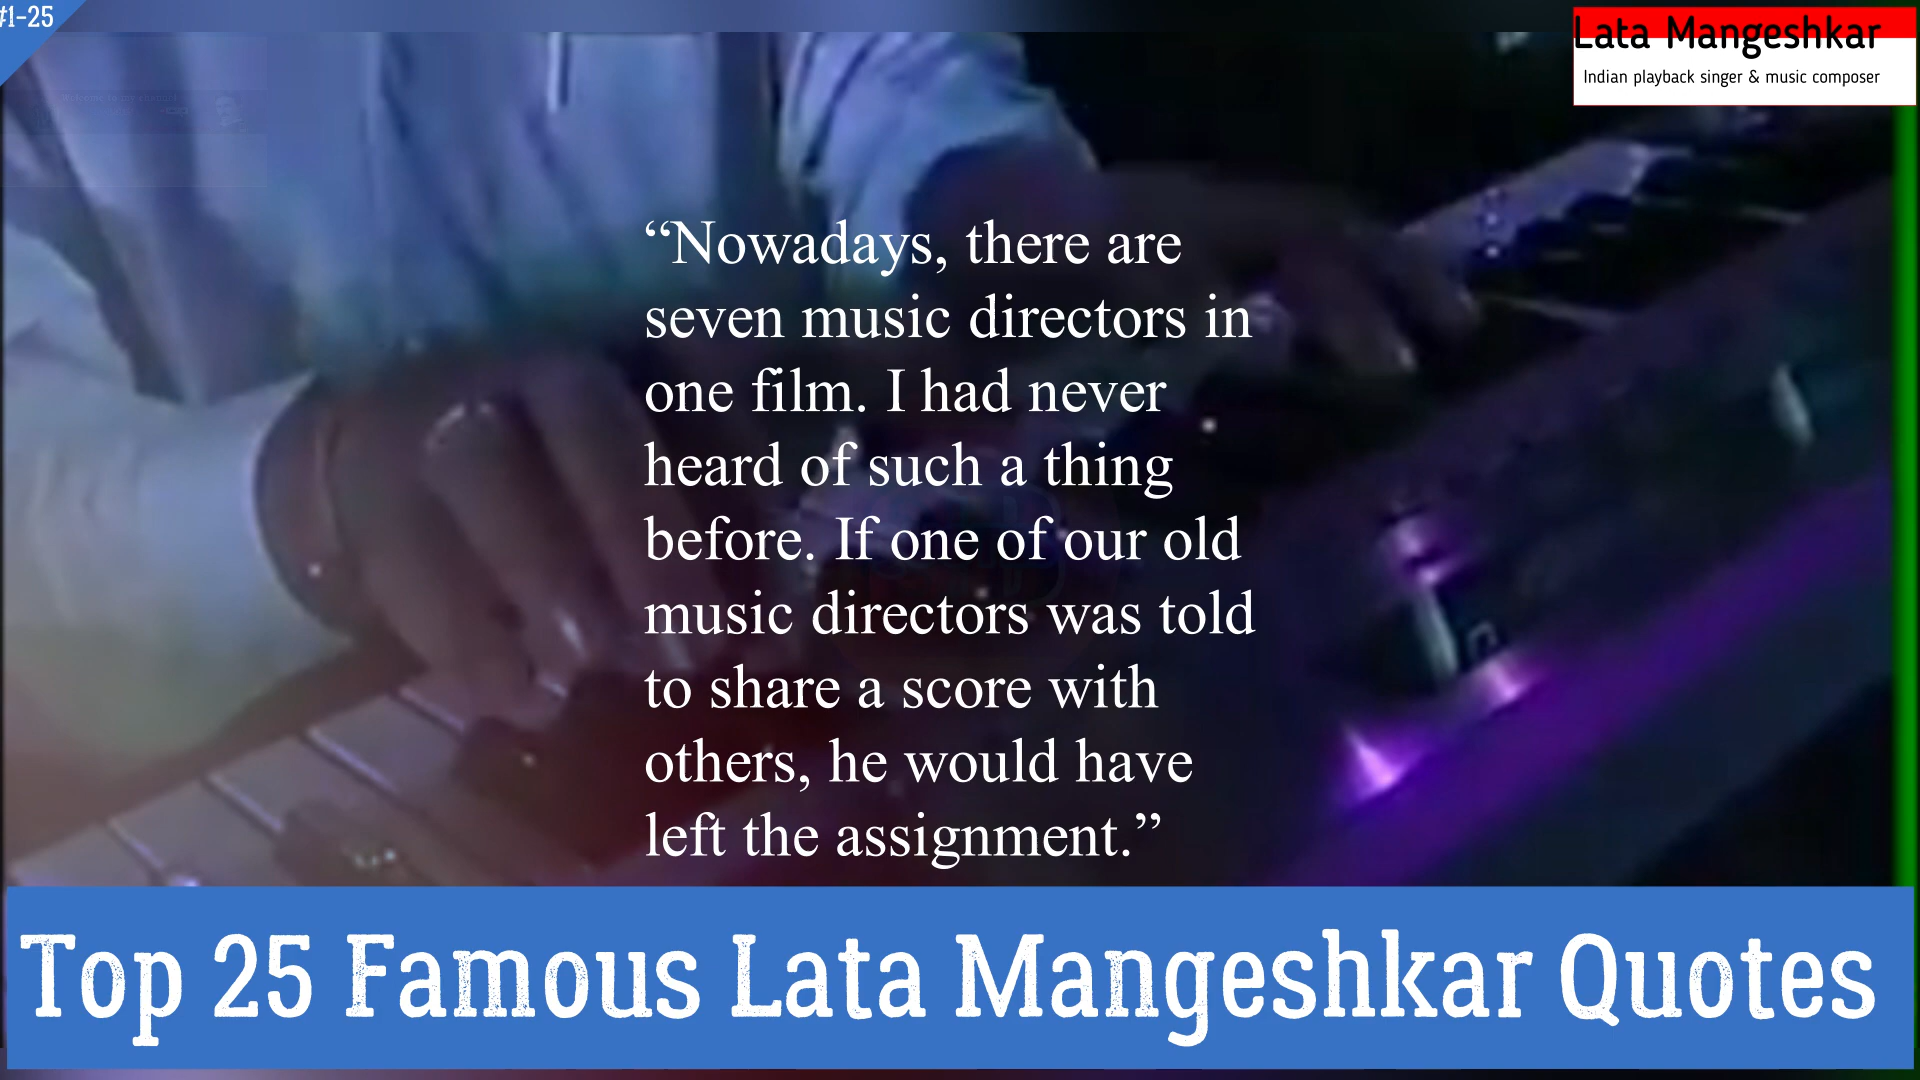 #1-25
Lata Mangeshkar
Indian playback singer & music composer
“Nowadays, there are
seven music directors in
one film. I had never
heard of such a thing
before. If one of our old
music directors was told
to share a score with
others, he would have
left the assignment.”
Top 25 Famous Lata Mangeshkar Quotes